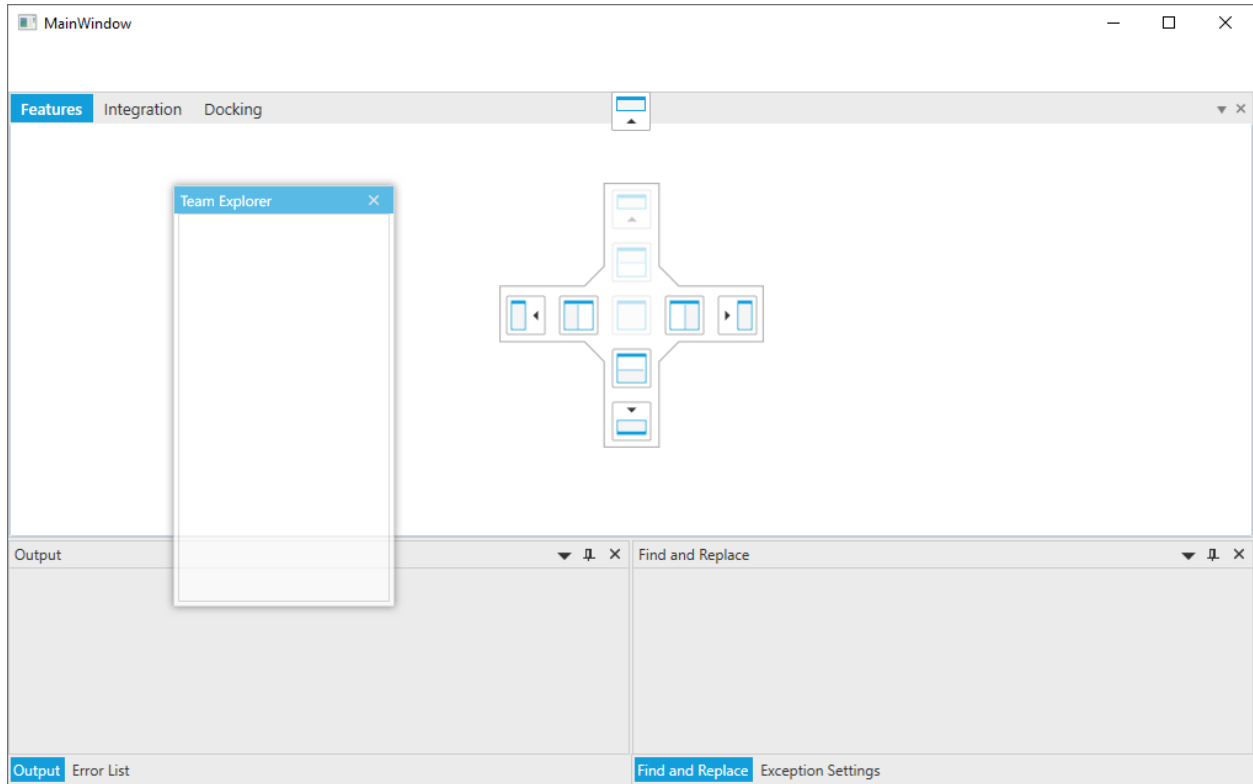 MainWindow
Features Integration Docking
Team Explorer
Output Find and Replace
Output Error List Find and Replace Exception Settings